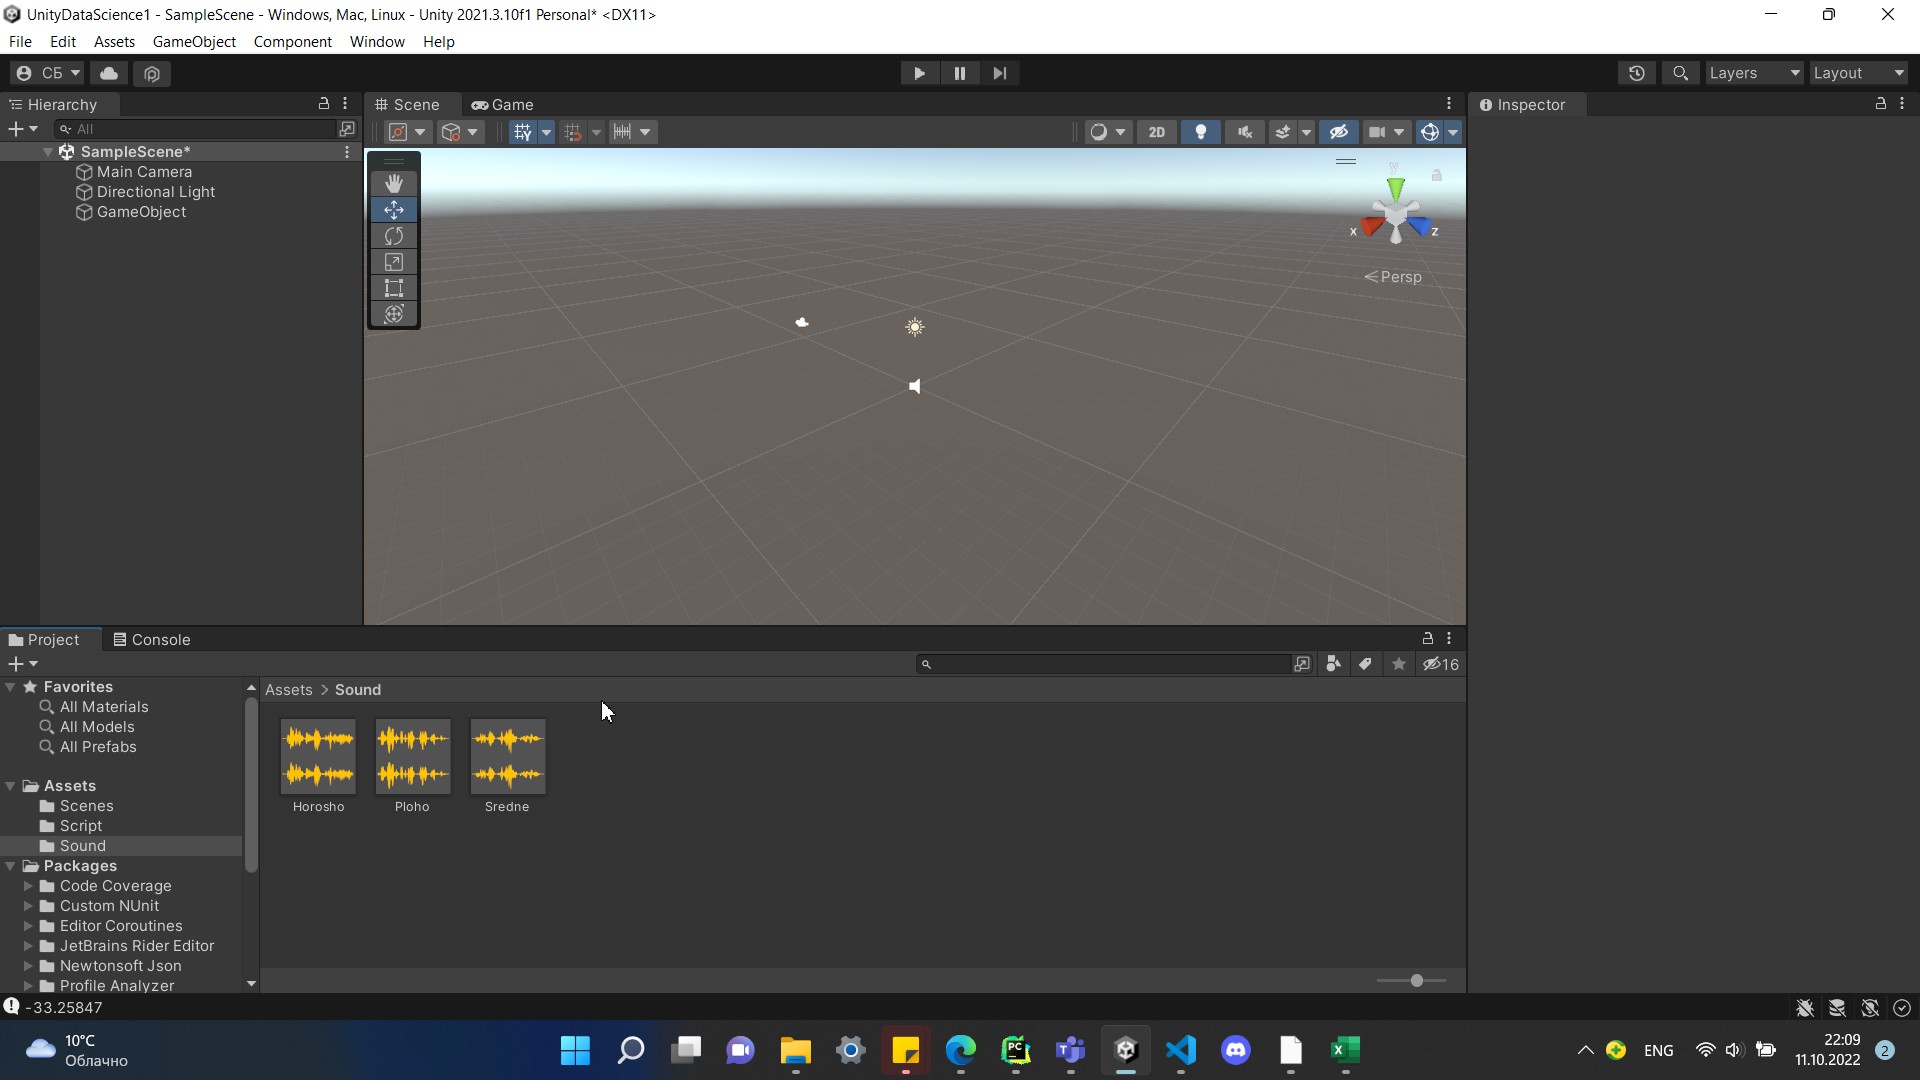 UnityDataScience1 - SampleScene - Windows, Mac, Linux - Unity 2021.3.10f1 Personal* <DX11>
File Edit Assets GameObject Component Window Help
СБ
Layers
Layout
Hierarchy
Scene
Game
Inspector
All
2D
SampleScene*
Main Camera
Directional Light
GameObject
y
x
z
Persp
Project
Console
16
Favorites
All Materials
All Models
All Prefabs
Assets
Scenes
Script
Sound
Packages
Code Coverage
Custom NUnit
Editor Coroutines
JetBrains Rider Editor
Newtonsoft Json
Profile Analyzer
Assets > Sound
Horosho
Ploho
Sredne
-33.25847
10°C
Облачно
PC
ENG
22:09
11.10.2022
2